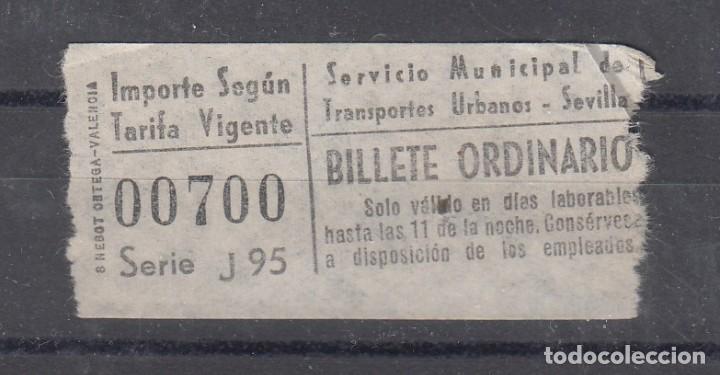 S NEBOT ORTEGA-VALENCIA
Importe Según
Tarifa Vigente
00700
Serie J 95
Servicio Municipal de
Transportes Urbanos - Sevilla
BILLETE ORDINARIO
Solo válido en días laborables
hasta las 11 de la noche. Consérvese
a disposición de los empleados.
todocoleccion.net